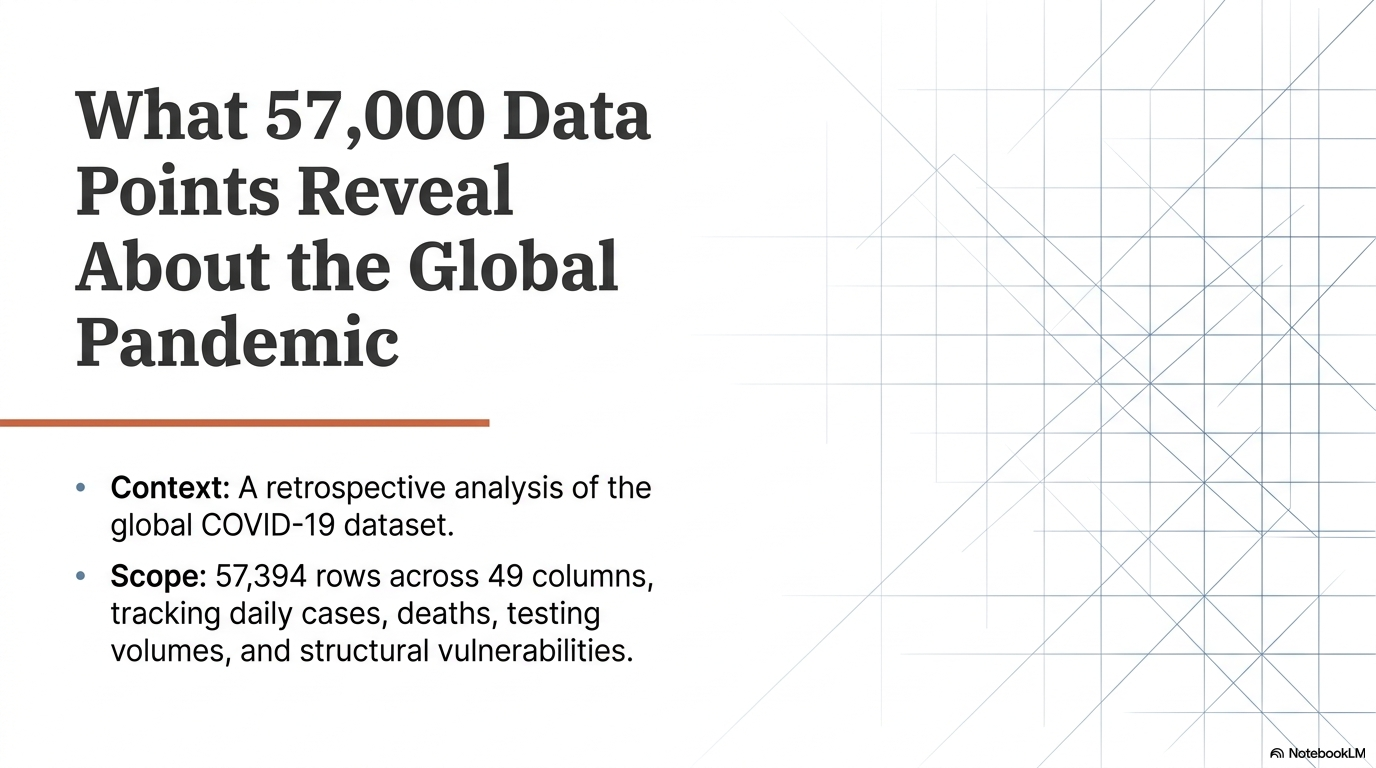 What 57,000 Data
Points Reveal
About the Global
Pandemic
• Context: A retrospective analysis of the
global COVID-19 dataset.
• Scope: 57,394 rows across 49 columns,
tracking daily cases, deaths, testing
volumes, and structural vulnerabilities.
NotebookLM